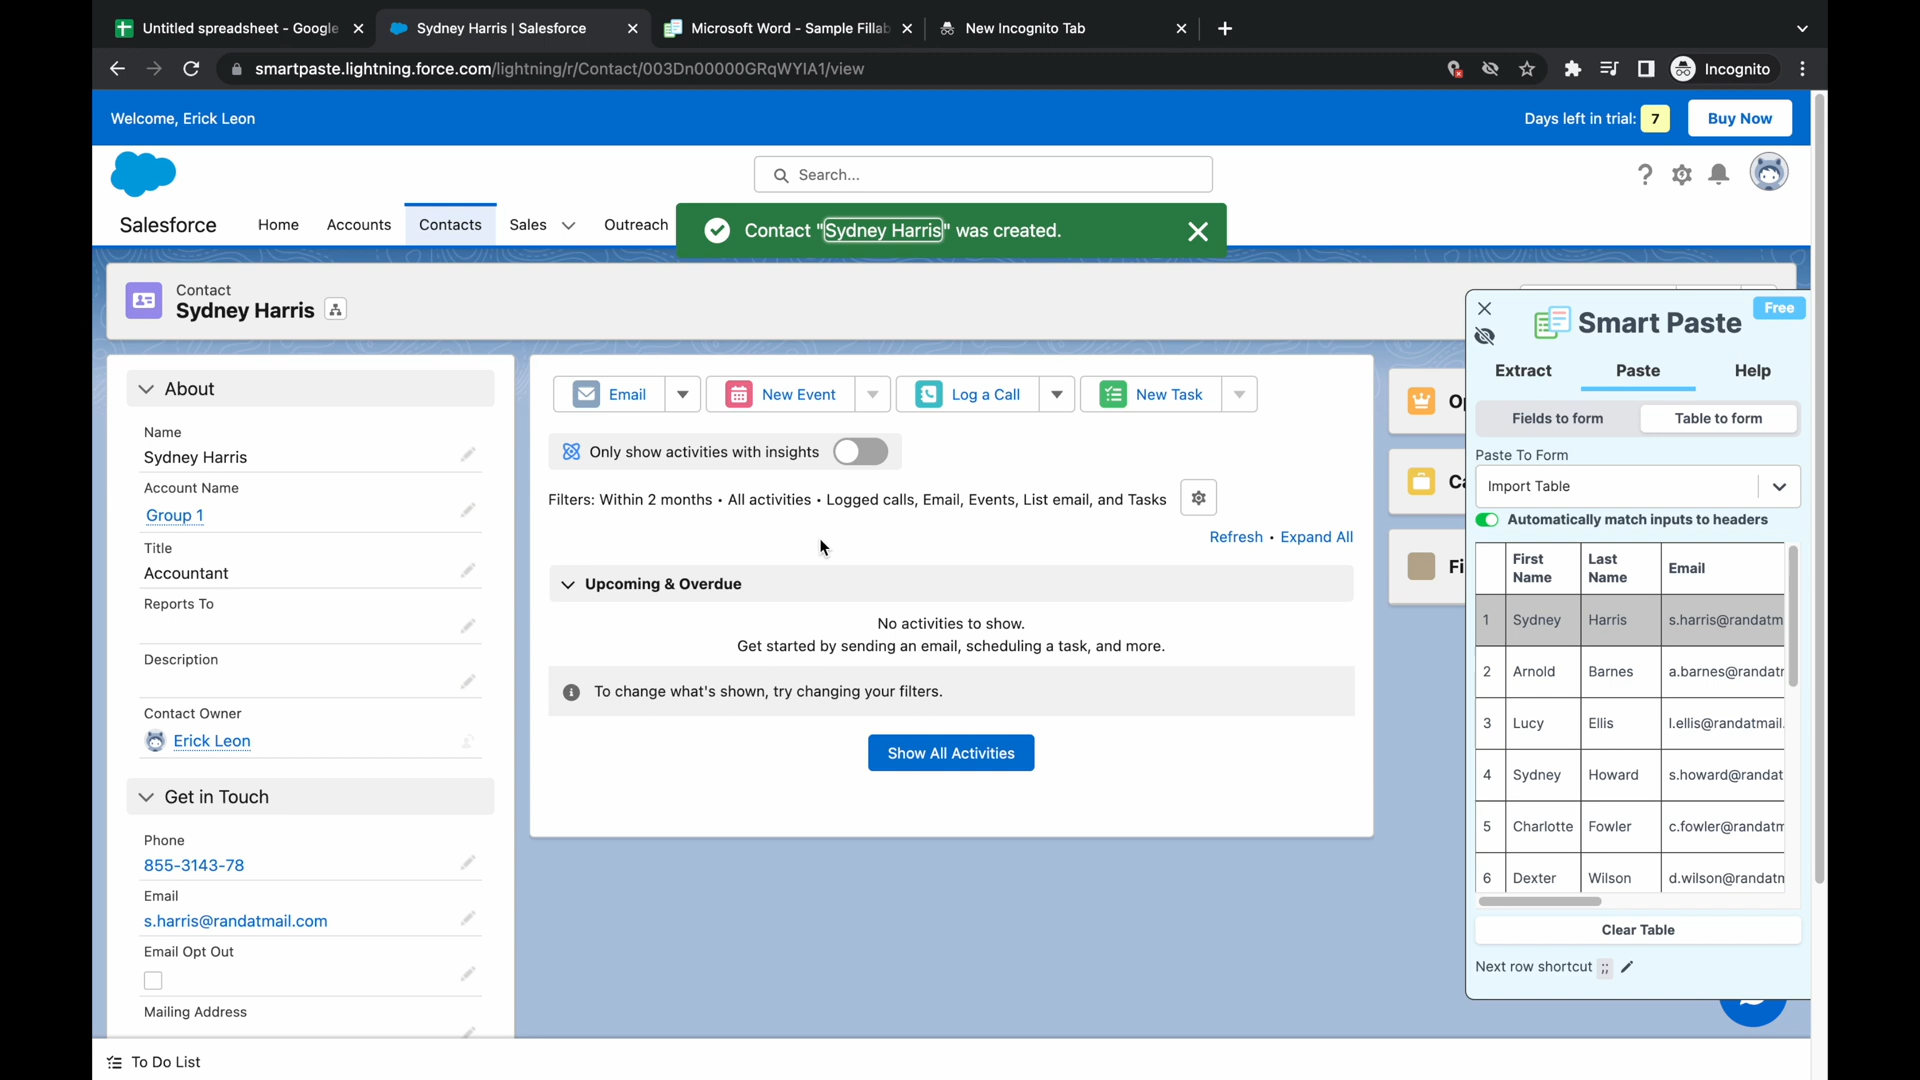 Untitled spreadsheet - Google
Sydney Harris | Salesforce
Microsoft Word - Sample Fillab
New Incognito Tab
smartpaste.lightning.force.com/lightning/r/Contact/003Dn00000GRqWYIA1/view
Incognito
Welcome, Erick Leon
Days left in trial: 7
Buy Now
Search...
Salesforce
Home
Accounts
Contacts
Sales
Outreach
Contact "Sydney Harris" was created.
Contact
Sydney Harris
About
Name
Sydney Harris
Account Name
Group 1
Title
Accountant
Reports To
Description
Contact Owner
Erick Leon
Get in Touch
Phone
855-3143-78
Email
s.harris@randatmail.com
Email Opt Out
Mailing Address
To Do List
Email
New Event
Log a Call
New Task
Only show activities with insights
Filters: Within 2 months • All activities • Logged calls, Email, Events, List email, and Tasks
Refresh • Expand All
Upcoming & Overdue
No activities to show.
Get started by sending an email, scheduling a task, and more.
To change what's shown, try changing your filters.
Show All Activities
Free
Smart Paste
Extract
Paste
Help
Fields to form
Table to form
Paste To Form
Import Table
Automatically match inputs to headers
First Name Last Name Email
1 Sydney Harris s.harris@randatm
2 Arnold Barnes a.barnes@randatr
3 Lucy Ellis l.ellis@randatmail.
4 Sydney Howard s.howard@randat
5 Charlotte Fowler c.fowler@randatm
6 Dexter Wilson d.wilson@randatm
Clear Table
Next row shortcut ;;